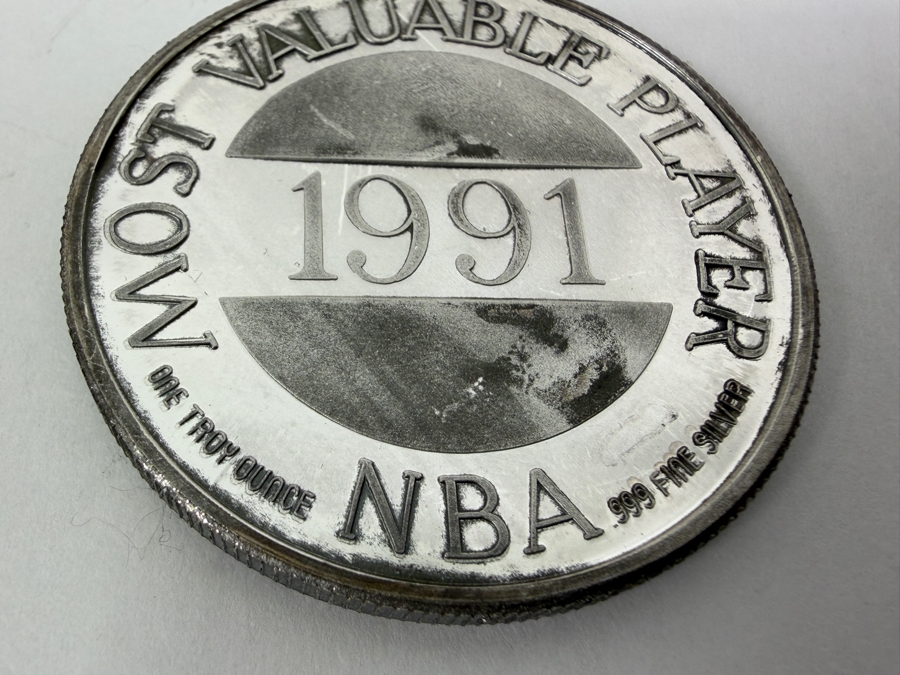 MOST VALUABLE PLAYER
1991
ONE TROY OUNCE
NBA
.999 FINE SILVER